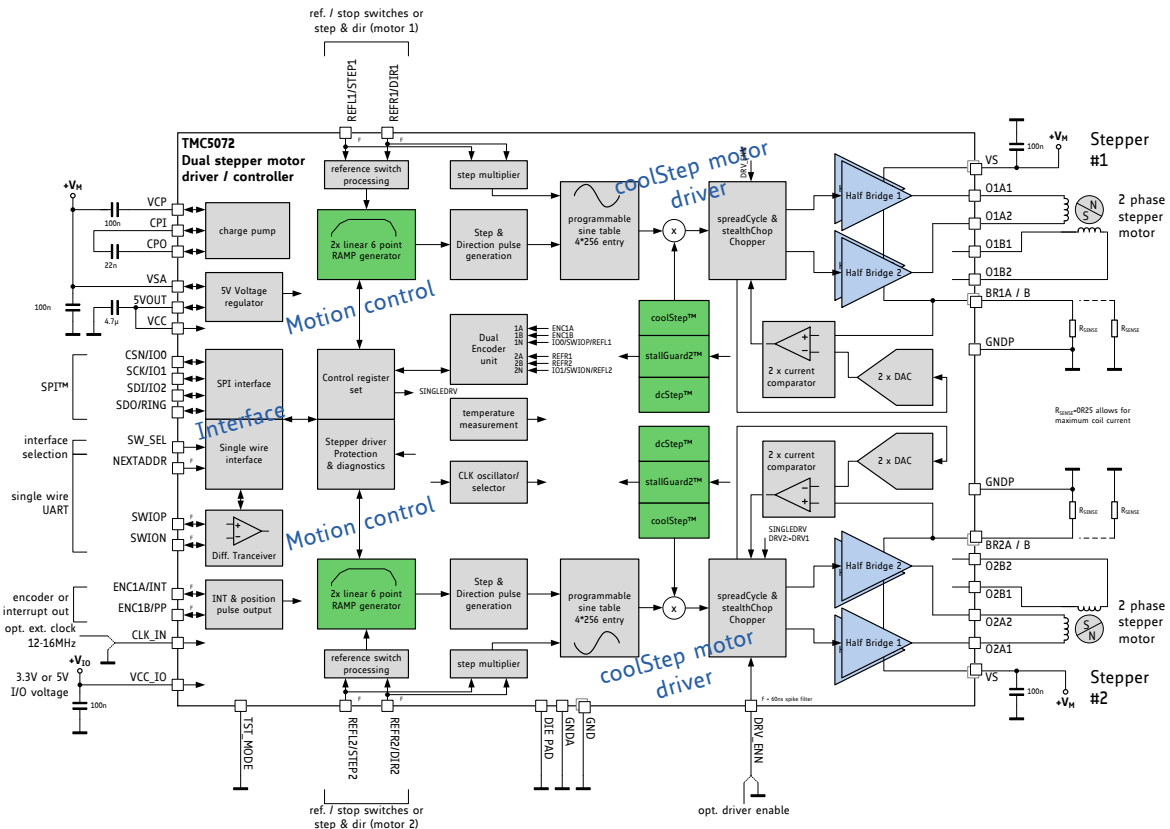 ref. / stop switches or
step & dir (motor 1)
REFL1/STEP1
REFR1/DIR1
F
F
TMC5072
Dual stepper motor
driver / controller
+VM
VCP
100n
CPI
CPO
22n
charge pump
VSA
100n
5VOUT
4.7µ
VCC
5V Voltage
regulator
reference switch
processing
step multiplier
2x linear 6 point
RAMP generator
Step &
Direction pulse
generation
programmable
sine table
4*256 entry
x
coolStep motor
driver
DRV_ENN
spreadCycle &
stealthChop
Chopper
Half Bridge 1
Half Bridge 2
VS
100n
+VM
Stepper
#1
O1A1
O1A2
O1B1
O1B2
N
S
2 phase
stepper
motor
BR1A / B
RSENSE
RSENSE
GNDP
RSENSE=0R25 allows for
maximum coil current
Motion control
coolStep™
stallGuard2™
dcStep™
2 x current
comparator
2 x DAC
SPI™
CSN/IO0
SCK/IO1
SDI/IO2
SDO/RING
SPI interface
Interface
interface
selection
SW_SEL
NEXTADDR
F
Single wire
interface
single wire
UART
SWIOP
SWION
F
F
Diff. Tranceiver
Control register
set
Stepper driver
Protection
& diagnostics
SINGLEDRV
Dual
Encoder
unit
1A
1B
1N
2A
2B
2N
ENC1A
ENC1B
IO0/SWIOP/REFL1
REFR1
REFR2
IO1/SWION/REFL2
temperature
measurement
CLK oscillator/
selector
dcStep™
stallGuard2™
coolStep™
2 x current
comparator
2 x DAC
GNDP
RSENSE
RSENSE
BR2A / B
Motion control
encoder or
interrupt out
ENC1A/INT
ENC1B/PP
F
F
INT & position
pulse output
opt. ext. clock
12-16MHz
CLK_IN
+VIO
3.3V or 5V
I/O voltage
VCC_IO
100n
2x linear 6 point
RAMP generator
Step &
Direction pulse
generation
programmable
sine table
4*256 entry
x
SINGLEDRV
DRV2:=DRV1
spreadCycle &
stealthChop
Chopper
Half Bridge 2
Half Bridge 1
O2B2
O2B1
O2A2
O2A1
VS
S
N
2 phase
stepper
motor
100n
+VM
Stepper
#2
coolStep motor
driver
reference switch
processing
step multiplier
F
F
F = 60ns spike filter
TST_MODE
REFL2/STEP2
REFR2/DIR2
DIE PAD
GNDA
GND
DRV_ENN
opt. driver enable
ref. / stop switches or
step & dir (motor 2)